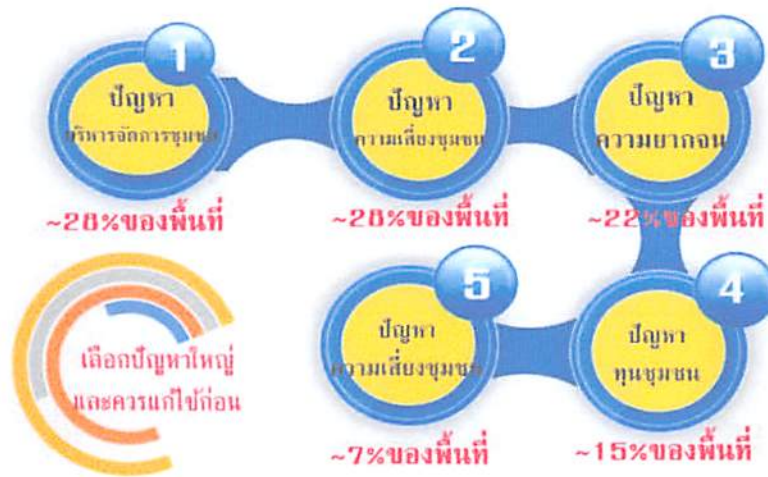 1
ปัญหา
บริหารจัดการชุมชน
~28%ของพื้นที่
2
ปัญหา
ความเสี่ยงชุมชน
~28%ของพื้นที่
3
ปัญหา
ความยากจน
~22%ของพื้นที่
4
ปัญหา
ทุนชุมชน
~15%ของพื้นที่
5
ปัญหา
ความเสี่ยงชุมชน
~7%ของพื้นที่
เลือกปัญหาใหญ่
และควรแก้ไข้ก่อน